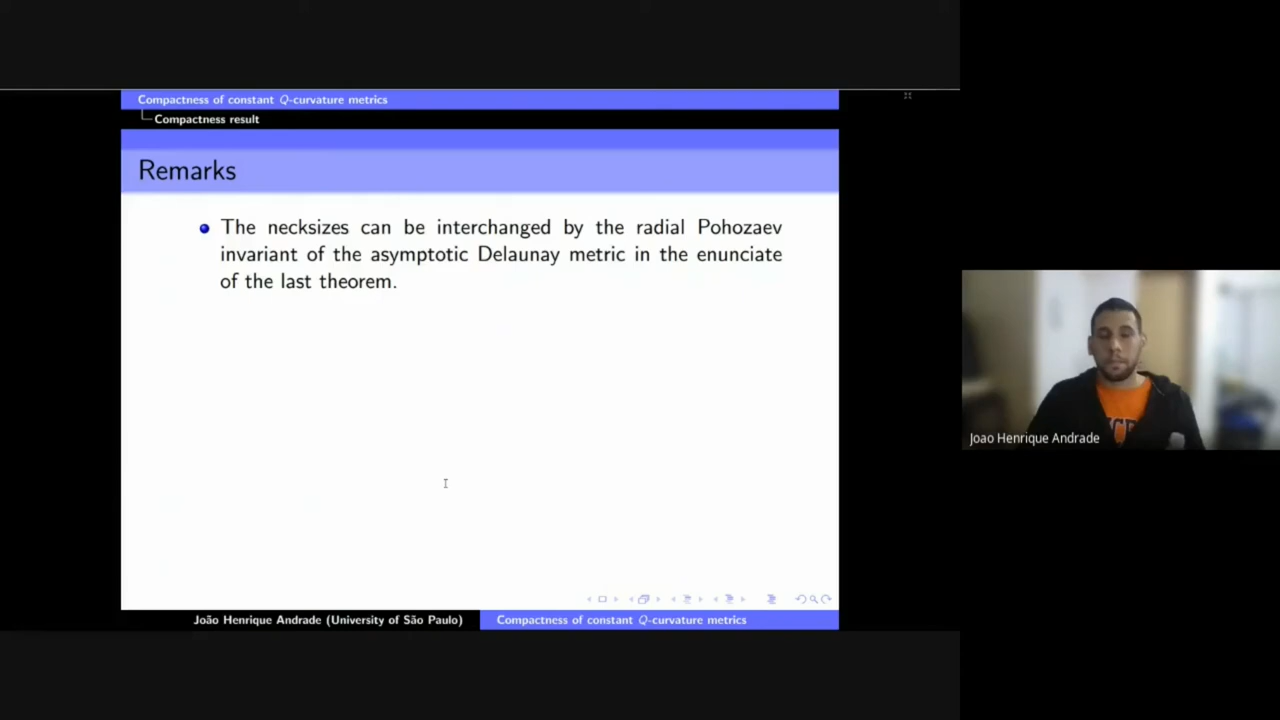 Compactness of constant Q-curvature metrics
Compactness result
Remarks
The necksizes can be interchanged by the radial Pohozaev
invariant of the asymptotic Delaunay metric in the enunciate
of the last theorem.
Joao Henrique Andrade
João Henrique Andrade (University of São Paulo)
Compactness of constant Q-curvature metrics